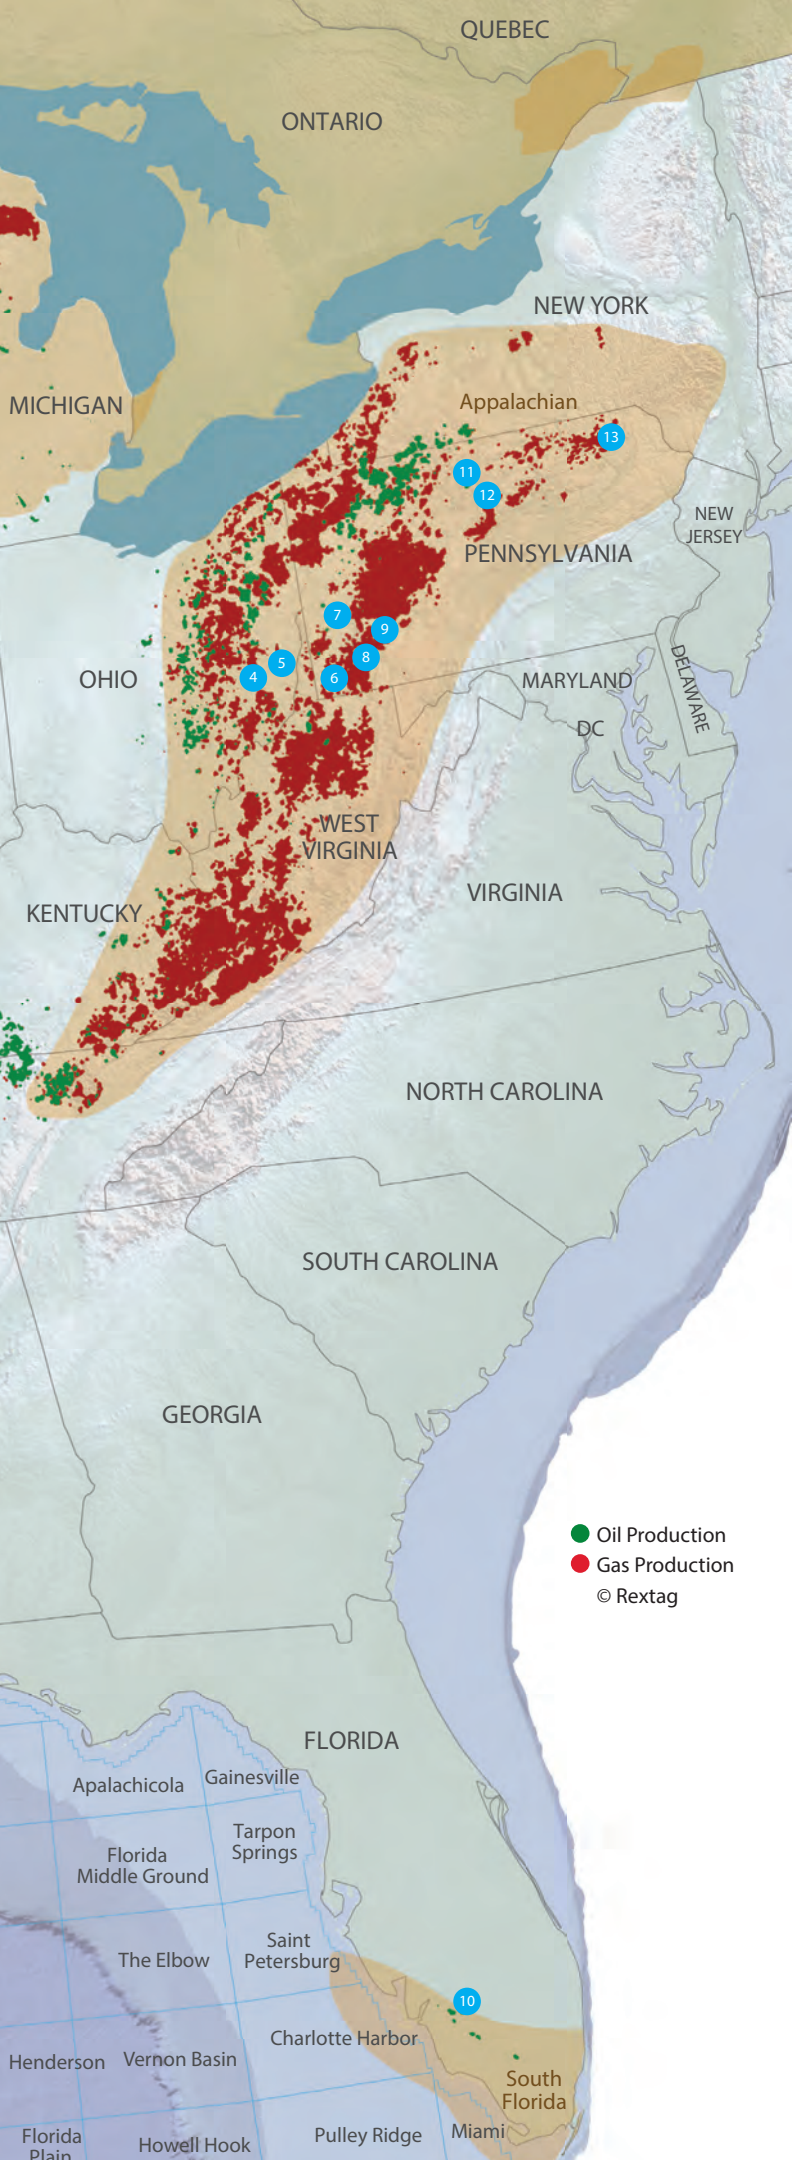 QUEBEC
ONTARIO
NEW YORK
MICHIGAN
Appalachian
13
11
12
NEW
JERSEY
PENNSYLVANIA
7
9
8
5
4
6
OHIO
MARYLAND
DELAWARE
DC
WEST
VIRGINIA
KENTUCKY
VIRGINIA
NORTH CAROLINA
SOUTH CAROLINA
GEORGIA
Oil Production
Gas Production
© Rextag
FLORIDA
Apalachicola
Gainesville
Tarpon
Springs
Florida
Middle Ground
Saint
Petersburg
The Elbow
10
Charlotte Harbor
Henderson
Vernon Basin
South
Florida
Miami
Pulley Ridge
Florida
Plain
Howell Hook